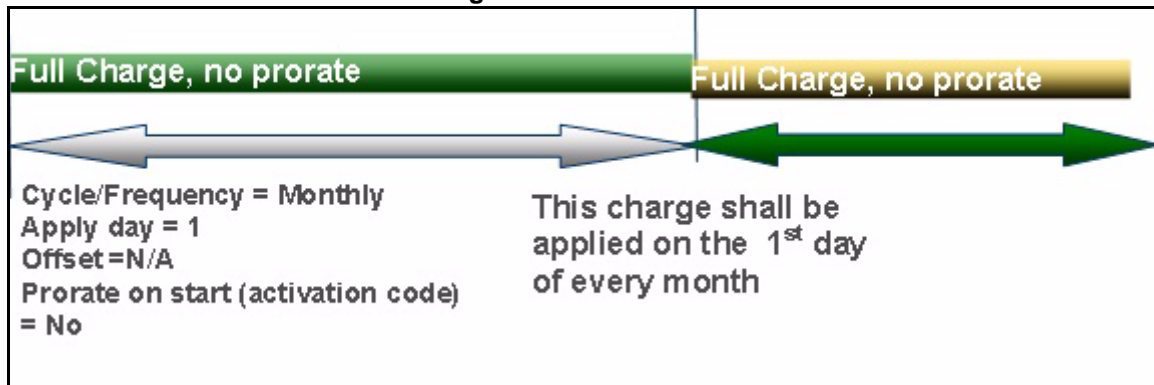 Full Charge, no prorate
Full Charge, no prorate
Cycle/Frequency = Monthly
Apply day = 1
Offset =N/A
Prorate on start (activation code)
= No
This charge shall be
applied on the 1st day
of every month